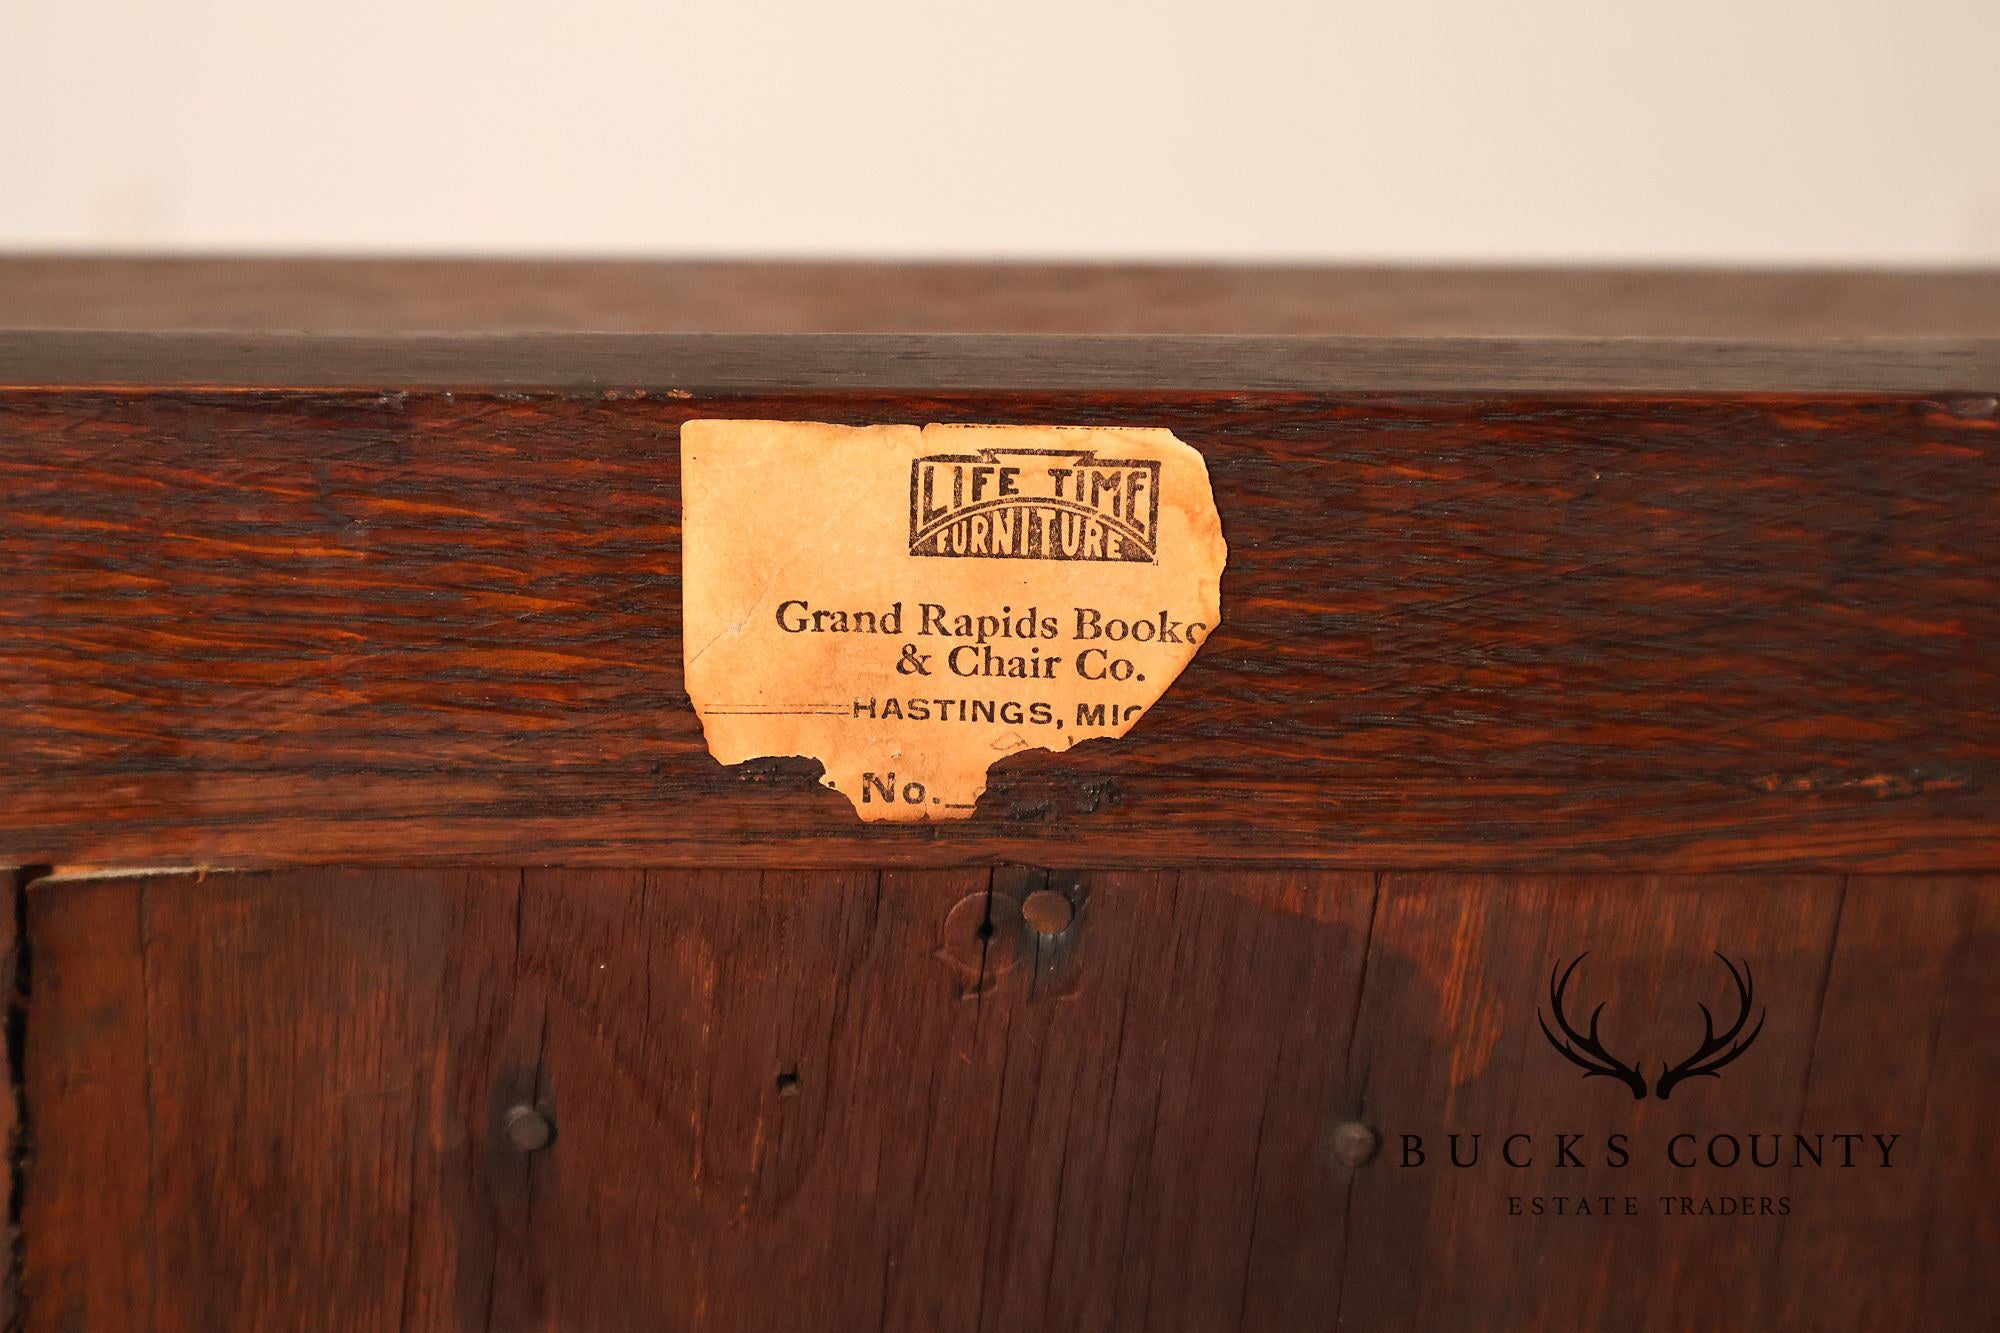 LIFE TIME
FURNITURE
Grand Rapids Bookc
& Chair Co.
HASTINGS, MIC
No.
BUCKS COUNTY
ESTATE TRADERS